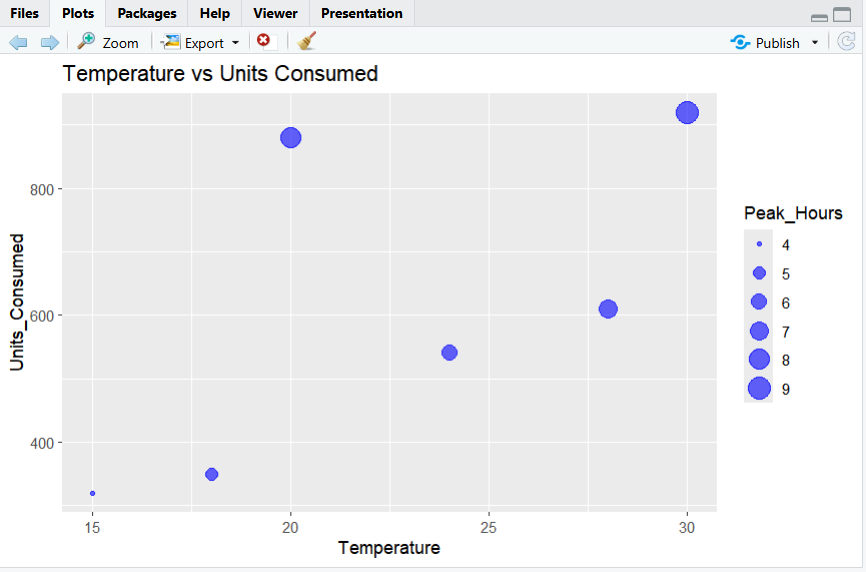 Files Plots Packages Help Viewer Presentation
Zoom Export Publish
Temperature vs Units Consumed
Units_Consumed
800
600
400
15 20 25 30
Temperature
Peak_Hours
4
5
6
7
8
9